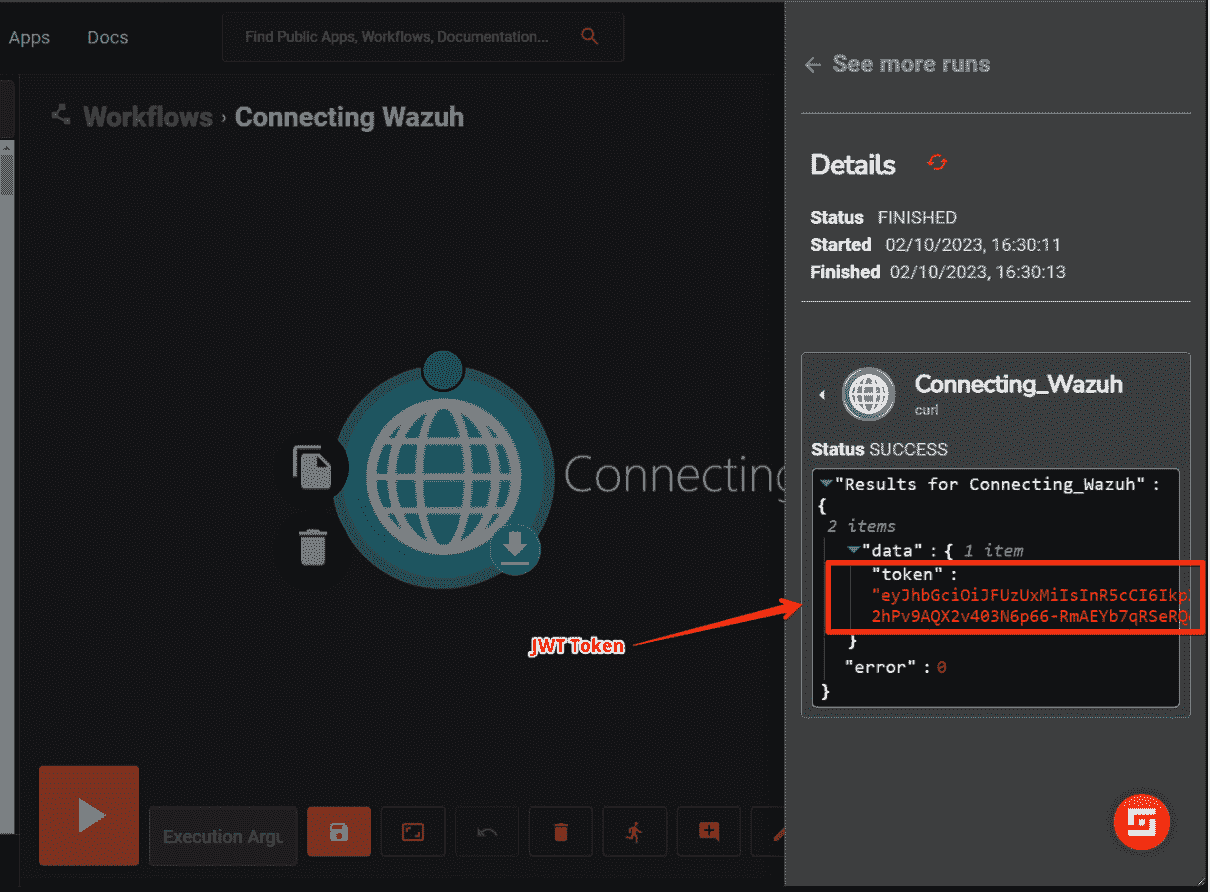 Apps Docs Find Public Apps, Workflows, Documentation...
Workflows › Connecting Wazuh
Connecting
JWT Token
Execution Argu
← See more runs
Details
Status FINISHED
Started 02/10/2023, 16:30:11
Finished 02/10/2023, 16:30:13
Connecting_Wazuh
curl
Status SUCCESS
"Results for Connecting_Wazuh" :
{
2 items
"data" : { 1 item
"token" :
"eyJhbGciOiJFUzUxMiIsInR5cCI6Ikp
2hPv9AQX2v403N6p66-RmAEYb7qRSeRQ
}
"error" : 0
}